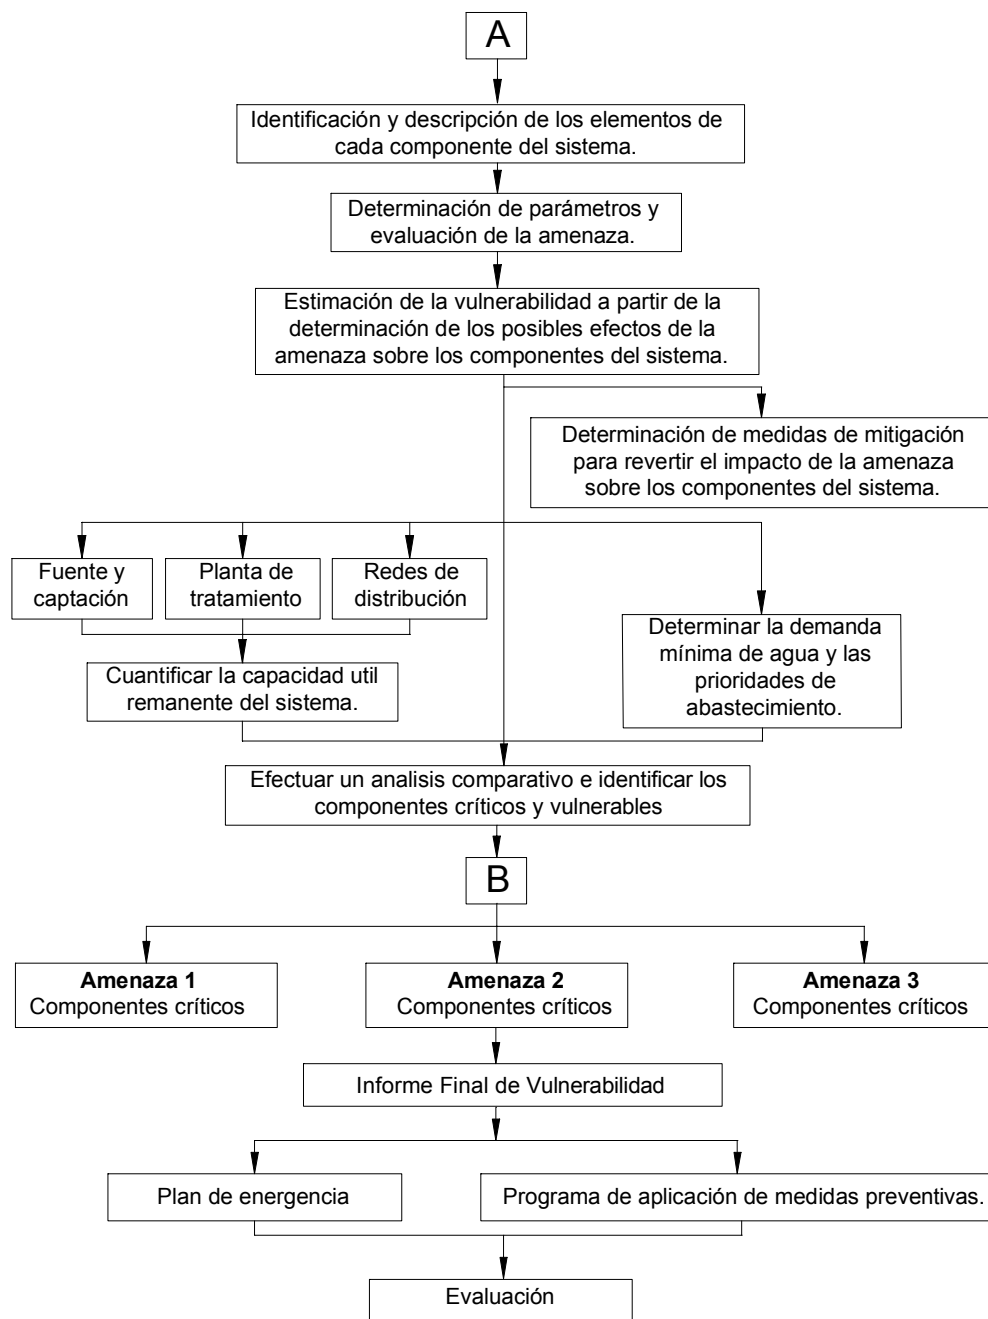 A
Identificación y descripción de los elementos de
cada componente del sistema.
Determinación de parámetros y
evaluación de la amenaza.
Estimación de la vulnerabilidad a partir de la
determinación de los posibles efectos de la
amenaza sobre los componentes del sistema.
Determinación de medidas de mitigación
para revertir el impacto de la amenaza
sobre los componentes del sistema.
Fuente y
captación
Planta de
tratamiento
Redes de
distribución
Determinar la demanda
mínima de agua y las
prioridades de
abastecimiento.
Cuantificar la capacidad util
remanente del sistema.
Efectuar un analisis comparativo e identificar los
componentes críticos y vulnerables
B
Amenaza 1
Componentes críticos
Amenaza 2
Componentes críticos
Amenaza 3
Componentes críticos
Informe Final de Vulnerabilidad
Plan de energencia
Programa de aplicación de medidas preventivas.
Evaluación